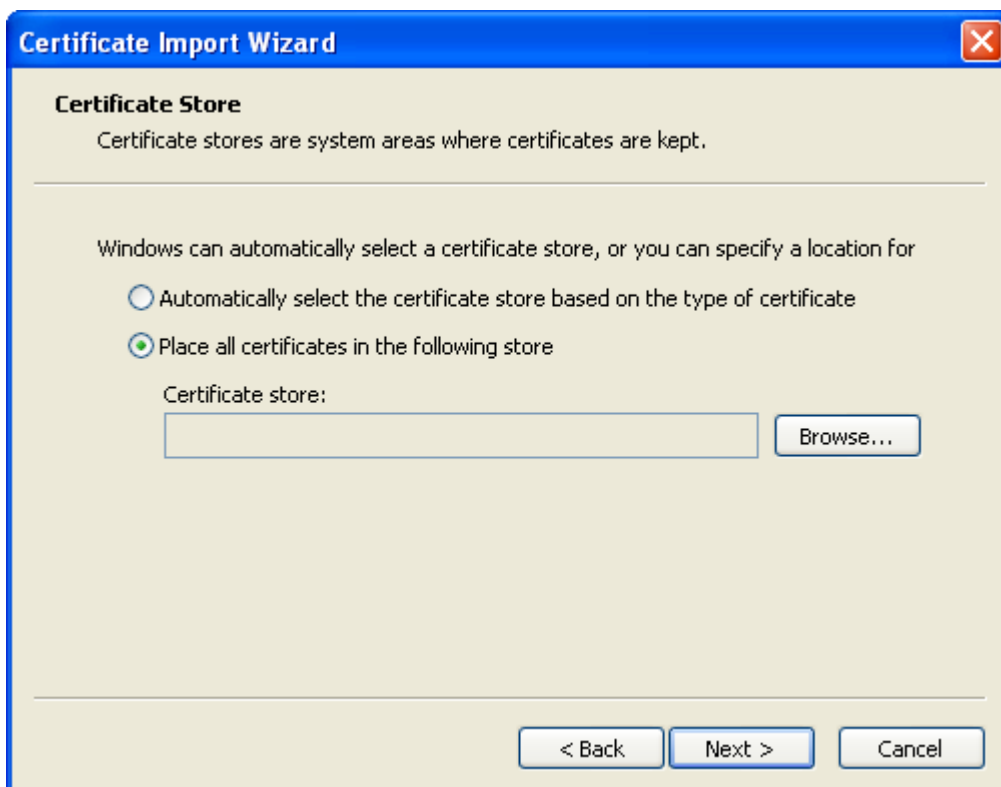 Certificate Import Wizard
Certificate Store
Certificate stores are system areas where certificates are kept.
Windows can automatically select a certificate store, or you can specify a location for
Automatically select the certificate store based on the type of certificate
Place all certificates in the following store
Certificate store:
Browse...
< Back Next > Cancel